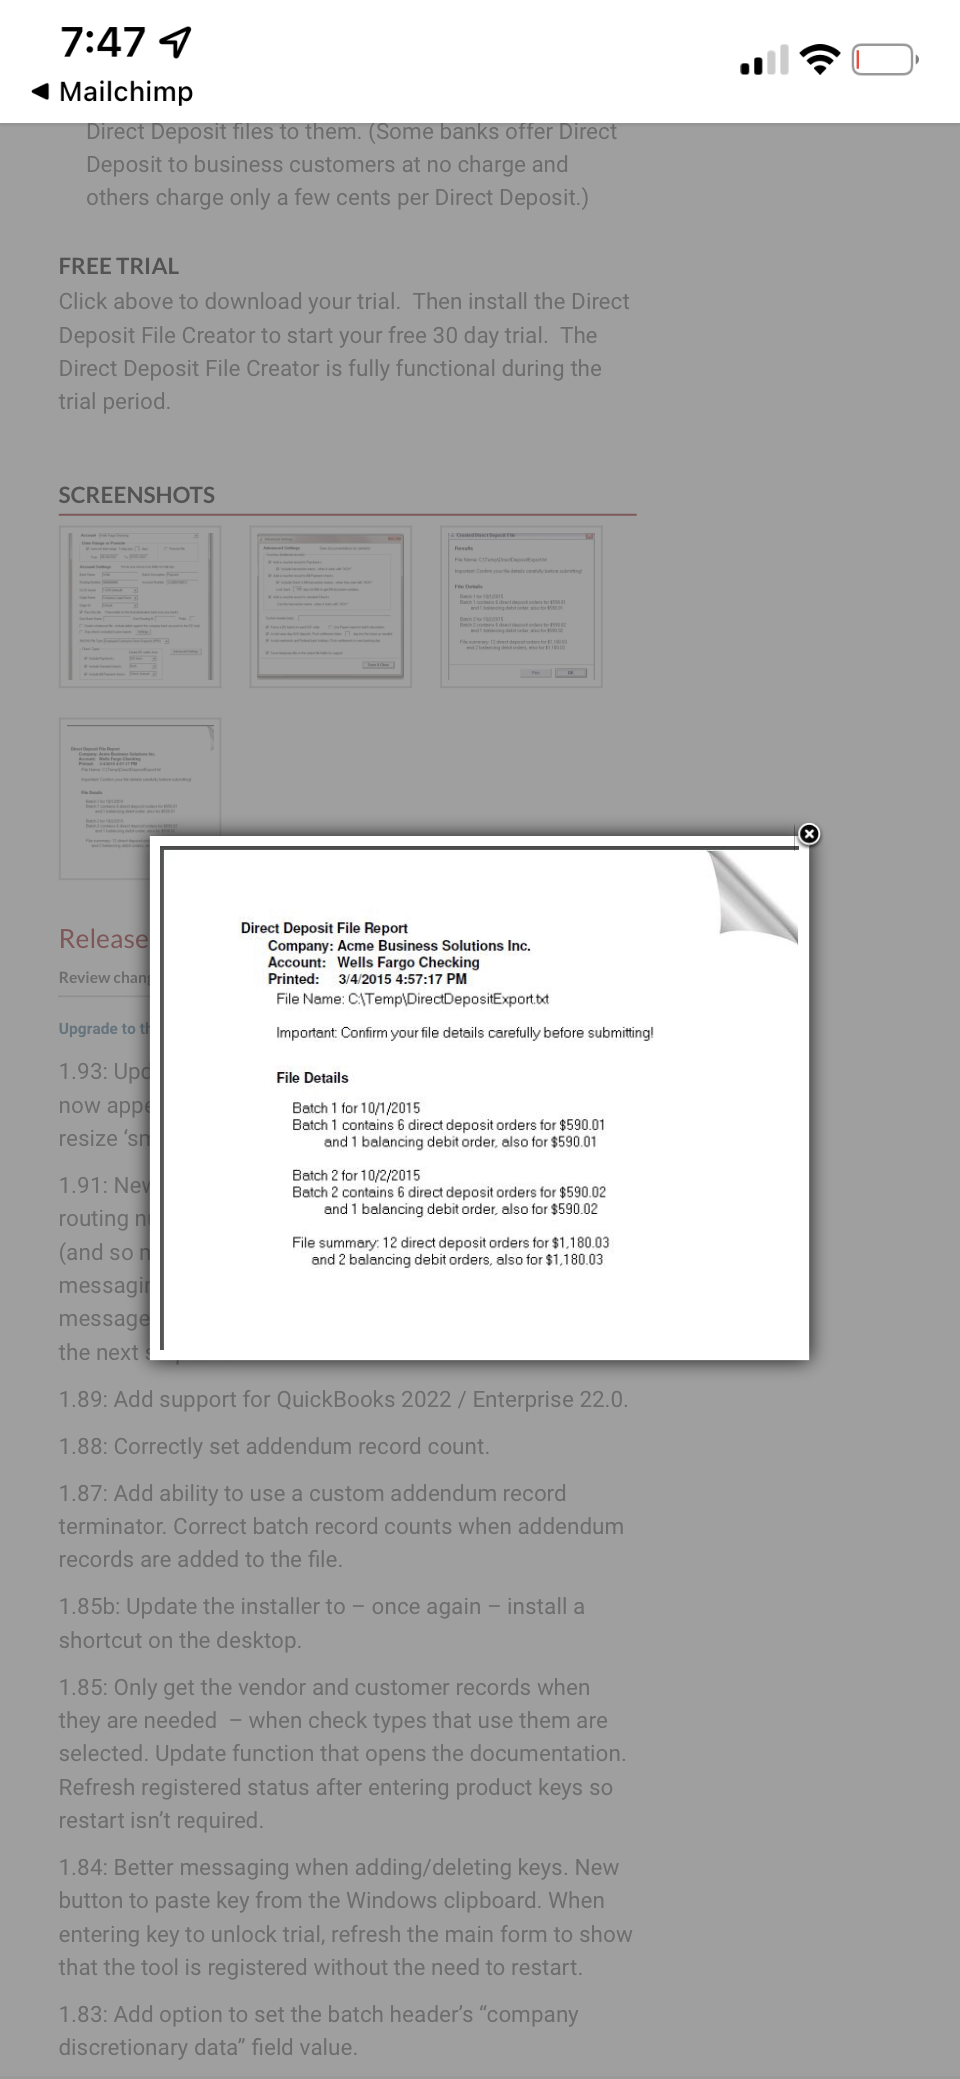 7:47
Mailchimp
Direct Deposit files to them. (Some banks offer Direct
Deposit to business customers at no charge and
others charge only a few cents per Direct Deposit.)
FREE TRIAL
Click above to download your trial.  Then install the Direct
Deposit File Creator to start your free 30 day trial.  The
Direct Deposit File Creator is fully functional during the
trial period.
SCREENSHOTS
Direct Deposit File Report
Company: Acme Business Solutions Inc.
Account: Wells Fargo Checking
Printed: 3/4/2015 4:57:17 PM
File Name: C:\Temp\DirectDepositExport.txt
Important: Confirm your file details carefully before submitting!
File Details
Batch 1 for 10/1/2015
Batch 1 contains 6 direct deposit orders for $590.01
and 1 balancing debit order, also for $590.01
Batch 2 for 10/2/2015
Batch 2 contains 6 direct deposit orders for $590.02
and 1 balancing debit order, also for $590.02
File summary: 12 direct deposit orders for $1,180.03
and 2 balancing debit orders, also for $1,180.03
Release
Review
Upgrade to
1.93:
now
resize
1.91:
routing
(and so
message
the next
1.89: Add support for QuickBooks 2022 / Enterprise 22.0.
1.88: Correctly set addendum record count.
1.87: Add ability to use a custom addendum record
terminator. Correct batch record counts when addendum
records are added to the file.
1.85b: Update the installer to – once again – install a
shortcut on the desktop.
1.85: Only get the vendor and customer records when
they are needed  – when check types that use them are
selected. Update function that opens the documentation.
Refresh registered status after entering product keys so
restart isn’t required.
1.84: Better messaging when adding/deleting keys. New
button to paste key from the Windows clipboard. When
entering key to unlock trial, refresh the main form to show
that the tool is registered without the need to restart.
1.83: Add option to set the batch header’s “company
discretionary data” field value.